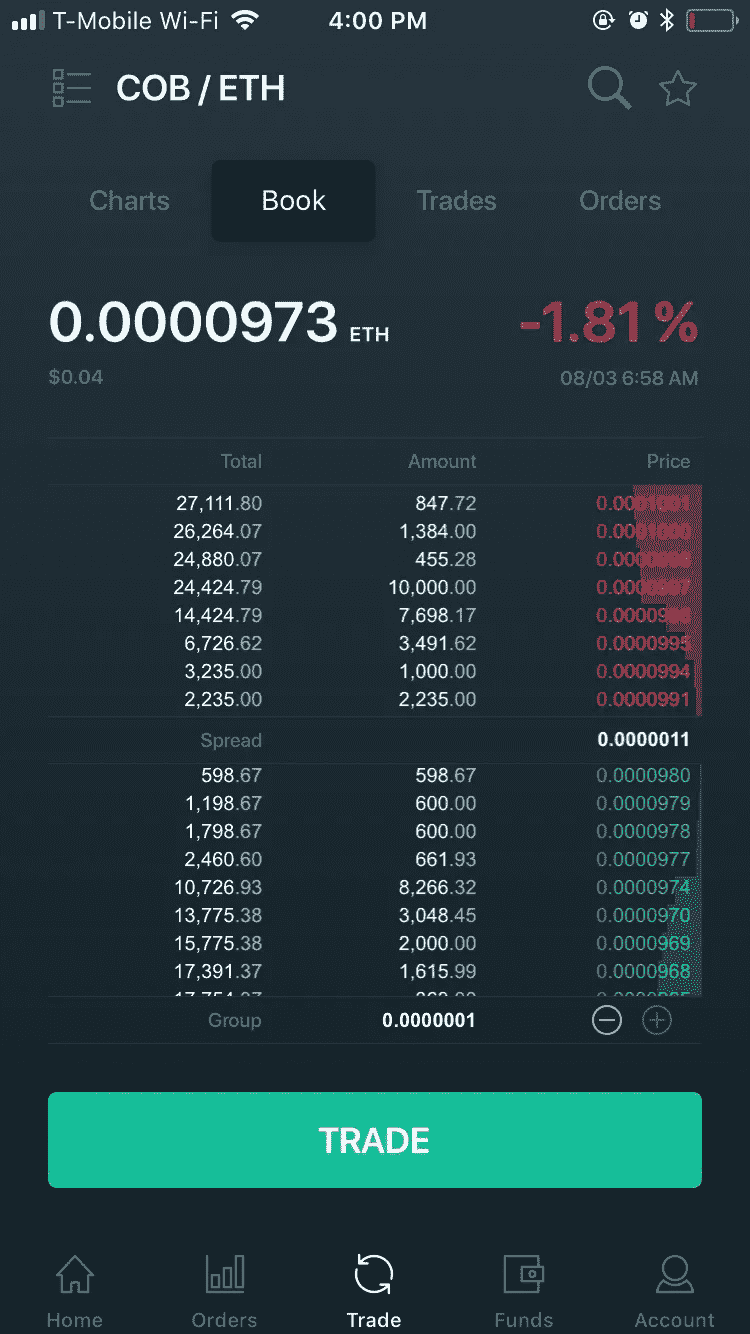 T-Mobile Wi-Fi 4:00 PM
COB / ETH
Charts Book Trades Orders
0.0000973 ETH -1.81 %
$0.04 08/03 6:58 AM
Total Amount Price
27,111.80 847.72 0.0001001
26,264.07 1,384.00 0.0001000
24,880.07 455.28
24,424.79 10,000.00 0.0000997
14,424.79 7,698.17
6,726.62 3,491.62 0.0000995
3,235.00 1,000.00 0.0000994
2,235.00 2,235.00 0.0000991
Spread 0.0000011
598.67 598.67 0.0000980
1,198.67 600.00 0.0000979
1,798.67 600.00 0.0000978
2,460.60 661.93 0.0000977
10,726.93 8,266.32 0.0000974
13,775.38 3,048.45 0.0000970
15,775.38 2,000.00 0.0000969
17,391.37 1,615.99 0.0000968
Group 0.0000001
TRADE
Home Orders Trade Funds Account